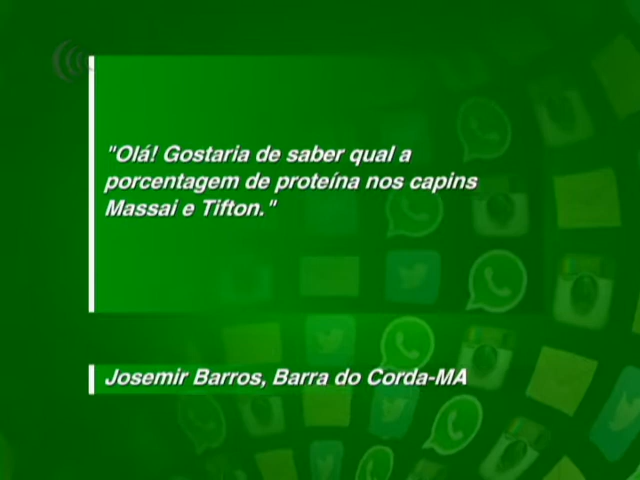 "Olá! Gostaria de saber qual a
porcentagem de proteína nos capins
Massai e Tifton."
Josemir Barros, Barra do Corda-MA